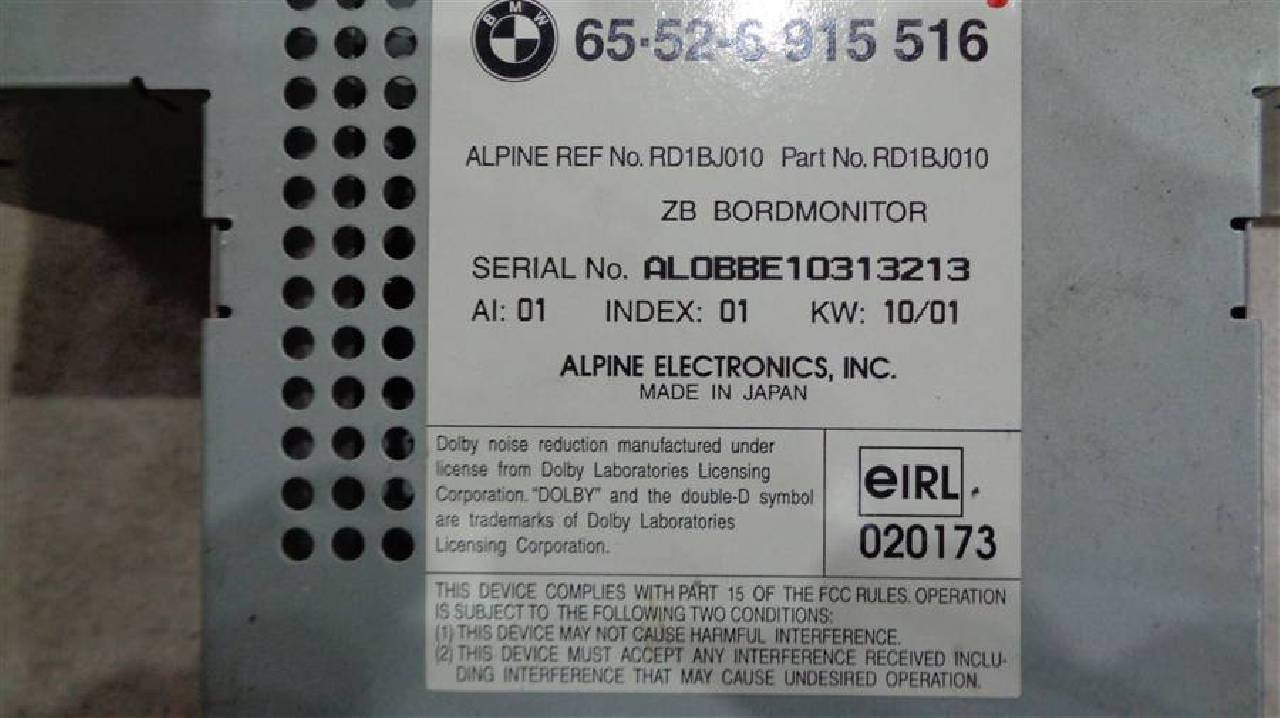 BMW
65·52-6 915 516
ALPINE REF No. RD1BJ010 Part No. RD1BJ010
ZB BORDMONITOR
SERIAL No. AL0BBE10313213
AI: 01 INDEX: 01 KW: 10/01
ALPINE ELECTRONICS, INC.
MADE IN JAPAN
Dolby noise reduction manufactured under
license from Dolby Laboratories Licensing
Corporation. "DOLBY" and the double-D symbol
are trademarks of Dolby Laboratories
Licensing Corporation.
eIRL
020173
THIS DEVICE COMPLIES WITH PART 15 OF THE FCC RULES. OPERATION
IS SUBJECT TO THE FOLLOWING TWO CONDITIONS:
(1) THIS DEVICE MAY NOT CAUSE HARMFUL INTERFERENCE.
(2) THIS DEVICE MUST ACCEPT ANY INTERFERENCE RECEIVED INCLU-
DING INTERFERENCE THAT MAY CAUSE UNDESIRED OPERATION.